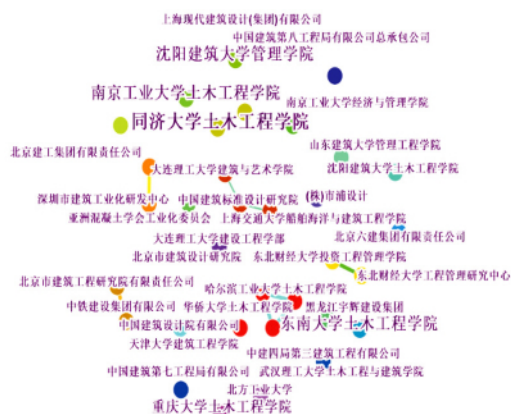 上海现代建筑设计(集团)有限公司
中国建筑第八工程局有限公司总承包公司
沈阳建筑大学管理学院
南京工业大学土木工程学院
南京工业大学经济与管理学院
同济大学土木工程学院
山东建筑大学管理工程学院
北京建工集团有限责任公司
大连理工大学建筑与艺术学院
沈阳建筑大学土木工程学院
深圳市建筑工业化研发中心
中国建筑标准设计研究院
(株)市浦设计
亚洲混凝土学会工业化委员会
上海交通大学船舶海洋与建筑工程学院
大连理工大学建设工程学部
北京六建集团有限责任公司
北京市建筑设计研究院
东北财经大学投资工程管理学院
北京市建筑工程研究院有限责任公司
东北财经大学工程管理研究中心
哈尔滨工业大学土木工程学院
中铁建设集团有限公司
华侨大学土木工程学院
黑龙江宇辉建设集团
中国建筑设计院有限公司
东南大学土木工程学院
天津大学建筑工程学院
中建四局第三建筑工程有限公司
中国建筑第七工程局有限公司
武汉理工大学土木工程与建筑学院
北方工业大学
重庆大学土木工程学院